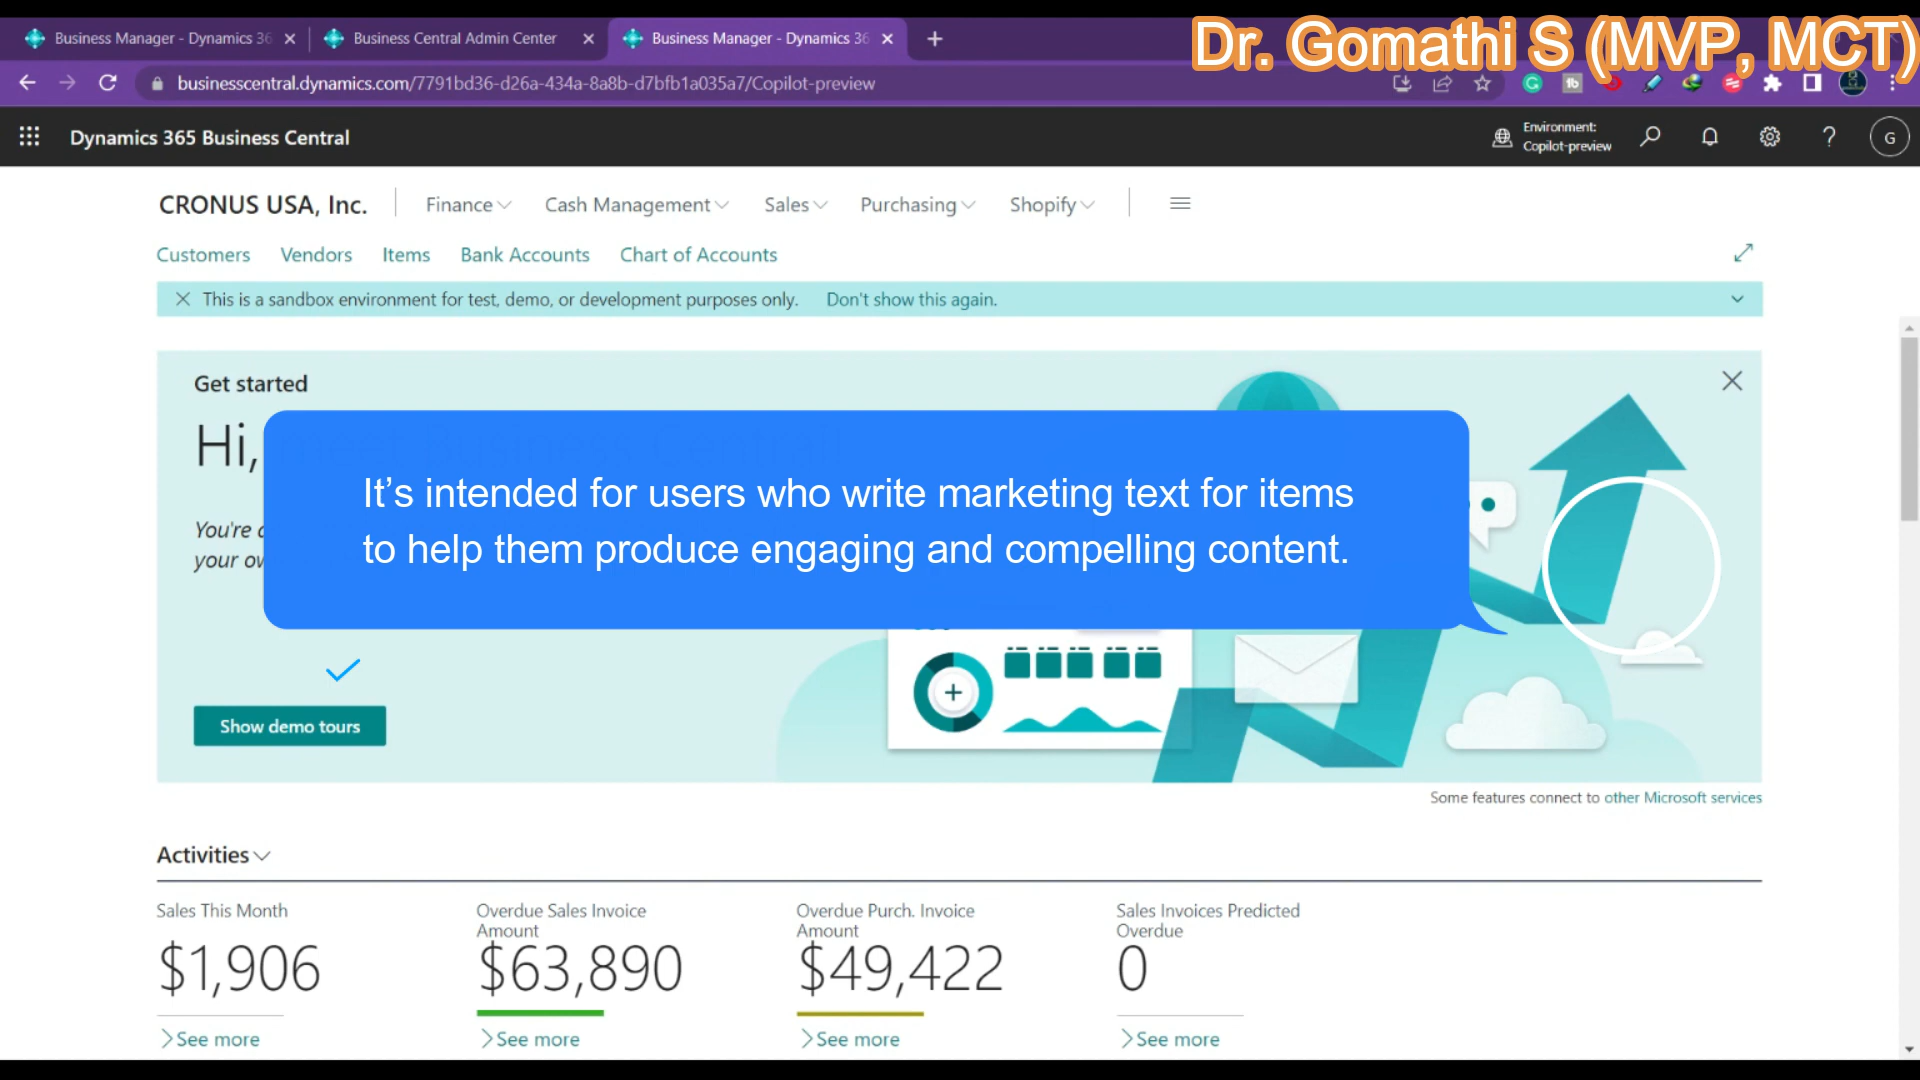 Business Manager - Dynamics 36
Business Central Admin Center
Business Manager - Dynamics 36
Dr. Gomathi S (MVP, MCT)
businesscentral.dynamics.com/7791bd36-d26a-434a-8a8b-d7bfb1a035a7/Copilot-preview
Dynamics 365 Business Central
Environment:
Copilot-preview
?
G
CRONUS USA, Inc.
Finance
Cash Management
Sales
Purchasing
Shopify
Customers
Vendors
Items
Bank Accounts
Chart of Accounts
This is a sandbox environment for test, demo, or development purposes only.
Don't show this again.
Get started
Hi,
It's intended for users who write marketing text for items
to help them produce engaging and compelling content.
You're
your
Show demo tours
Some features connect to other Microsoft services
Activities
Sales This Month
$1,906
See more
Overdue Sales Invoice
Amount
$63,890
See more
Overdue Purch. Invoice
Amount
$49,422
See more
Sales Invoices Predicted
Overdue
0
See more